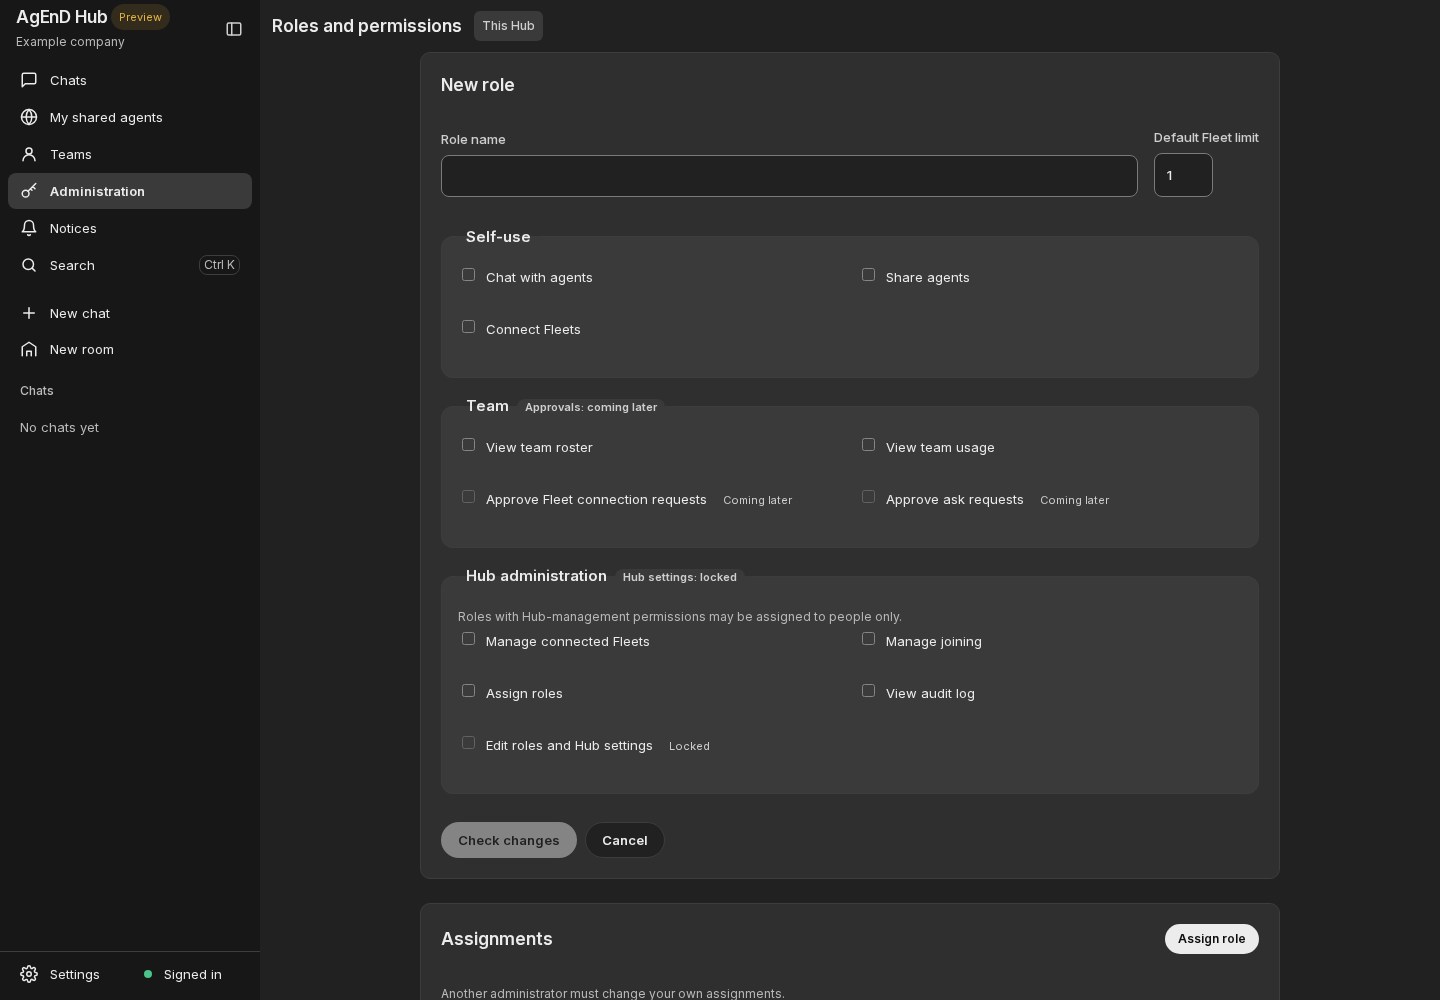 AgEnD Hub Preview
Example company
Chats
My shared agents
Teams
Administration
Notices
Search Ctrl K
New chat
New room
Chats
No chats yet
Settings Signed in
Roles and permissions This Hub
New role
Role name Default Fleet limit
1
Self-use
Chat with agents Share agents
Connect Fleets
Team Approvals: coming later
View team roster View team usage
Approve Fleet connection requests Coming later Approve ask requests Coming later
Hub administration Hub settings: locked
Roles with Hub-management permissions may be assigned to people only.
Manage connected Fleets Manage joining
Assign roles View audit log
Edit roles and Hub settings Locked
Check changes Cancel
Assignments Assign role
Another administrator must change your own assignments.